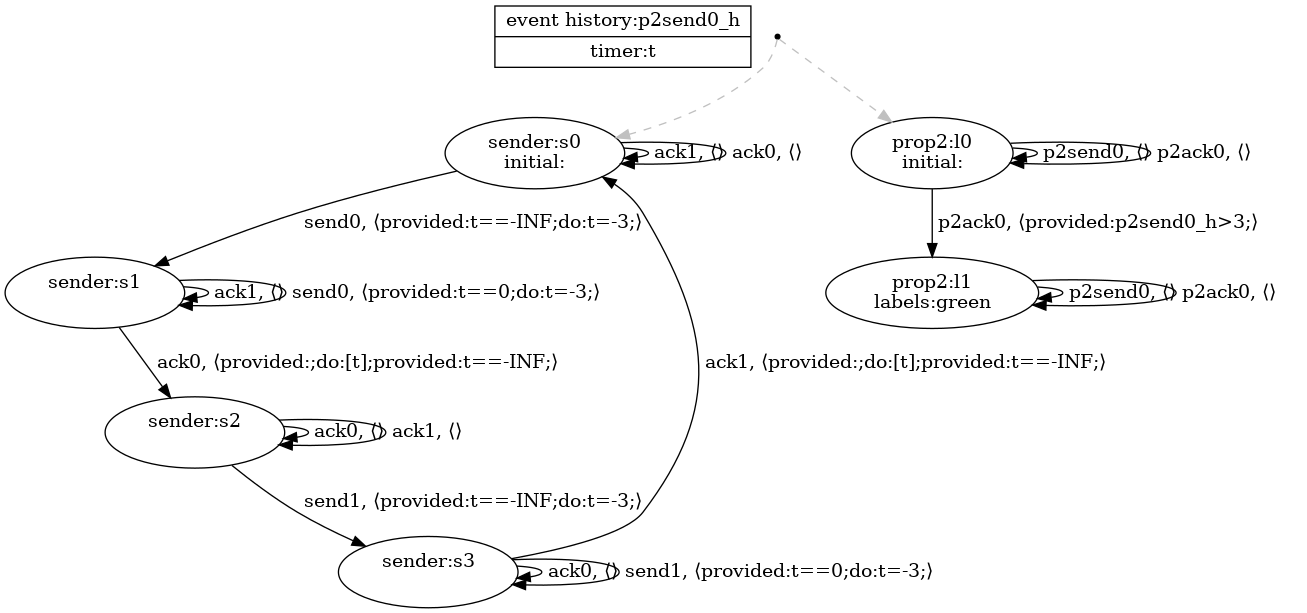 event history:p2send0_h
timer:t
sender:s0
initial:
ack1, ⟨⟩
ack0, ⟨⟩
prop2:l0
initial:
p2send0, ⟨⟩
p2ack0, ⟨⟩
send0, ⟨provided:t==-INF;do:t=-3;⟩
p2ack0, ⟨provided:p2send0_h>3;⟩
sender:s1
ack1, ⟨⟩
send0, ⟨provided:t==0;do:t=-3;⟩
prop2:l1
labels:green
p2send0, ⟨⟩
p2ack0, ⟨⟩
ack0, ⟨provided:;do:[t];provided:t==-INF;⟩
ack1, ⟨provided:;do:[t];provided:t==-INF;⟩
sender:s2
ack0, ⟨⟩
ack1, ⟨⟩
send1, ⟨provided:t==-INF;do:t=-3;⟩
sender:s3
ack0, ⟨⟩
send1, ⟨provided:t==0;do:t=-3;⟩